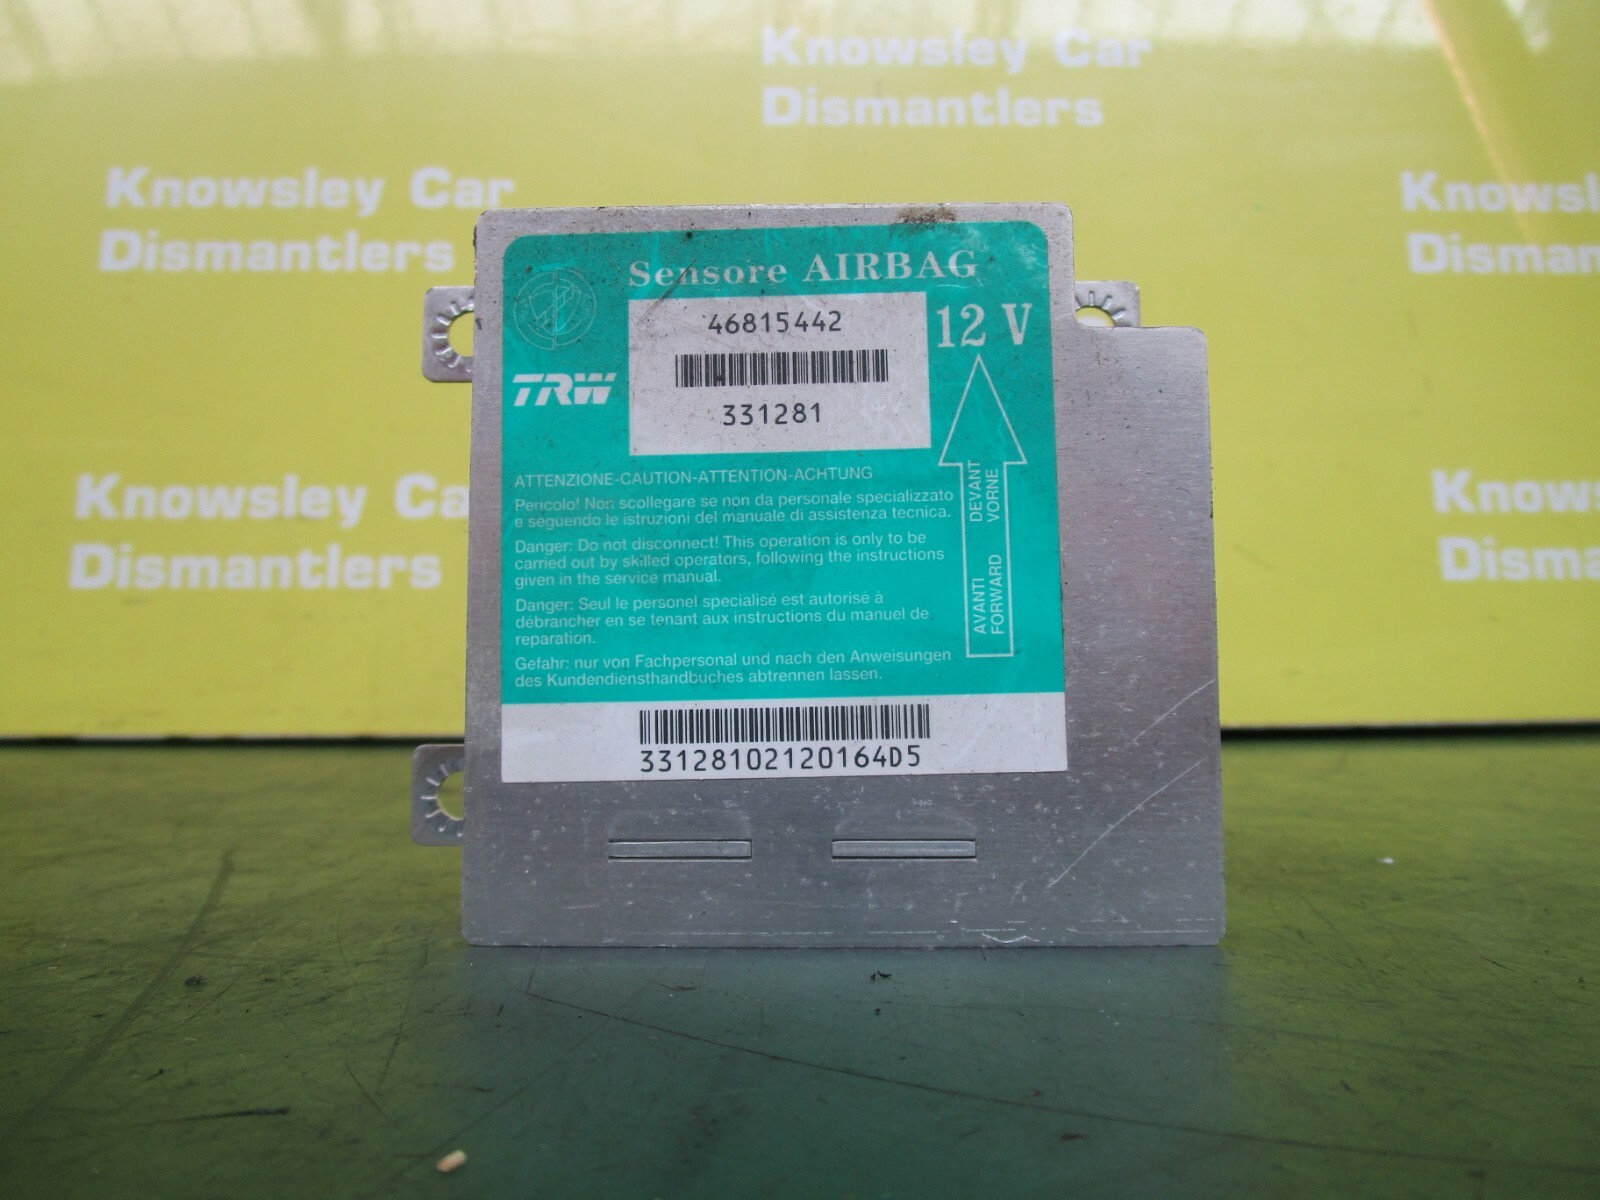 Knowsley Car
Dismantlers
Knowsley Car
Dismantlers
Knowsl
Disman
Knowsley Ca
Dismantlers
Knows
Disma
Sensore AIRBAG
46815442
12 V
TRW
331281
ATTENZIONE-CAUTION-ATTENTION-ACHTUNG
Pericolo! Non scollegare se non da personale specializzato
e seguendo le istruzioni del manuale di assistenza tecnica.
Danger: Do not disconnect! This operation is only to be
carried out by skilled operators, following the instructions
given in the service manual.
Danger: Seul le personel specialisé est autorisé à
débrancher en se tenant aux instructions du manuel de
reparation.
Gefahr: nur von Fachpersonal und nach den Anweisungen
des Kundendiensthandbuches abtrennen lassen.
AVANTI DEVANT
FORWARD VORNE
33128102120164D5